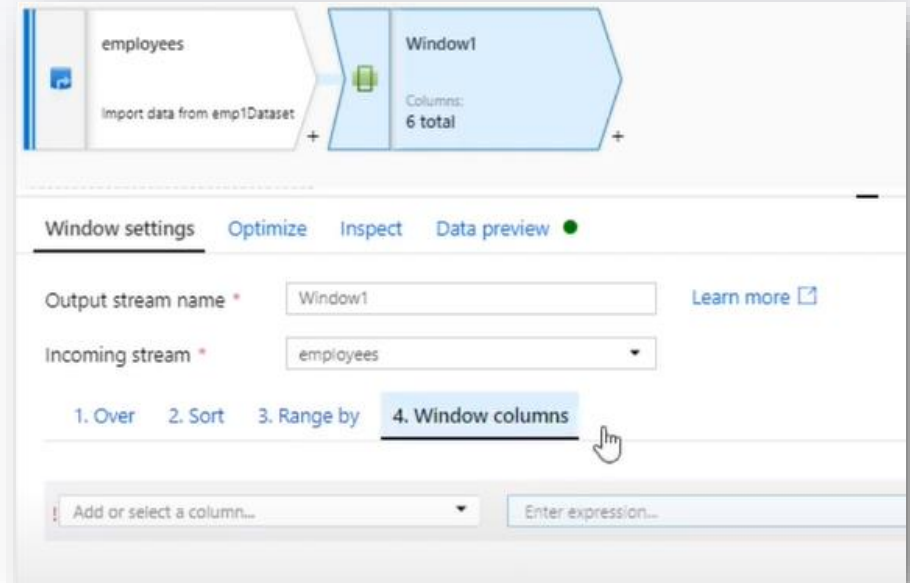 employees
Import data from emp1Dataset
+
Window1
Columns:
6 total
+
Window settings Optimize Inspect Data preview
Output stream name * Window1 Learn more
Incoming stream * employees
1. Over 2. Sort 3. Range by 4. Window columns
! Add or select a column... Enter expression...